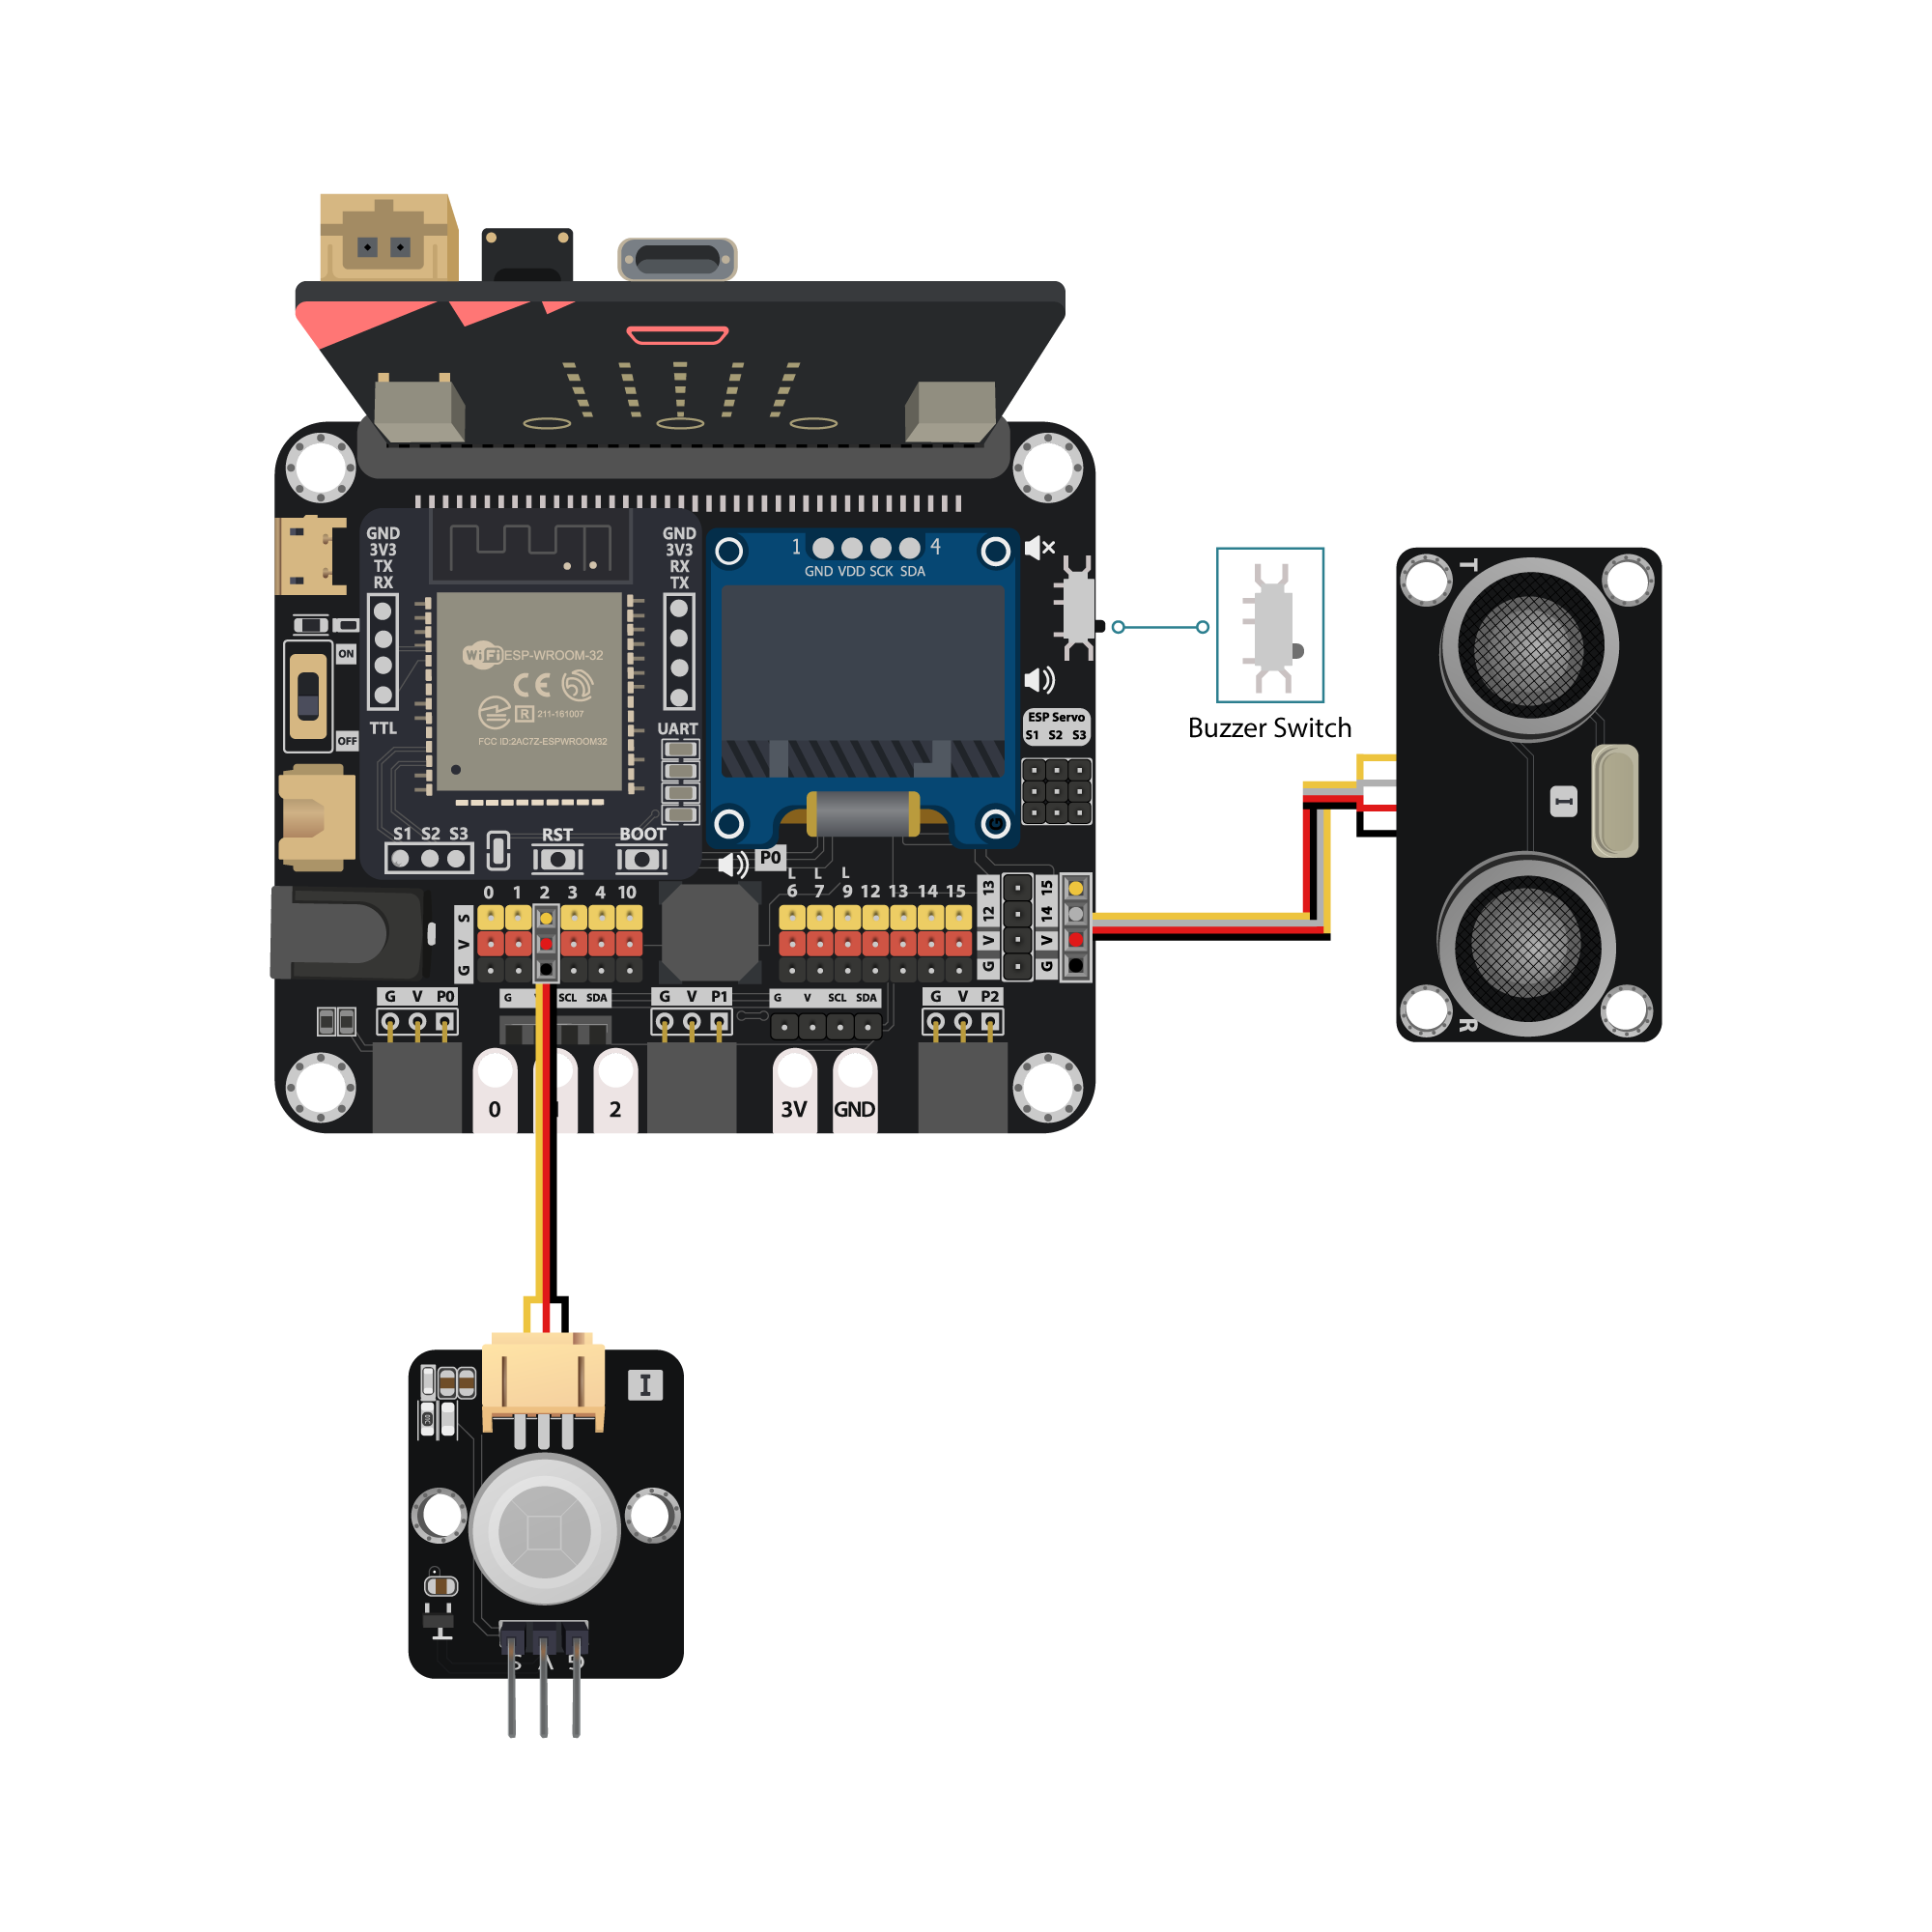 1 4
GND VDD SCK SDA
GND
3V3
TX
RX
GND
3V3
RX
TX
ON
OFF
TTL
WiFi ESP-WROOM-32
CE
R 211-161007
FCC ID:2AC7Z-ESPWROOM32
UART
ESP Servo
S1 S2 S3
Buzzer Switch
S1 S2 S3
RST
BOOT
P0
0 1 2 3 4 10
L L L
6 7 9 12 13 14 15
S
V
G
13
12
V
G
15
14
V
G
G V P0
G SCL SDA
G V P1
G V SCL SDA
G V P2
0 2 3V GND
T
I
R
I
S V G